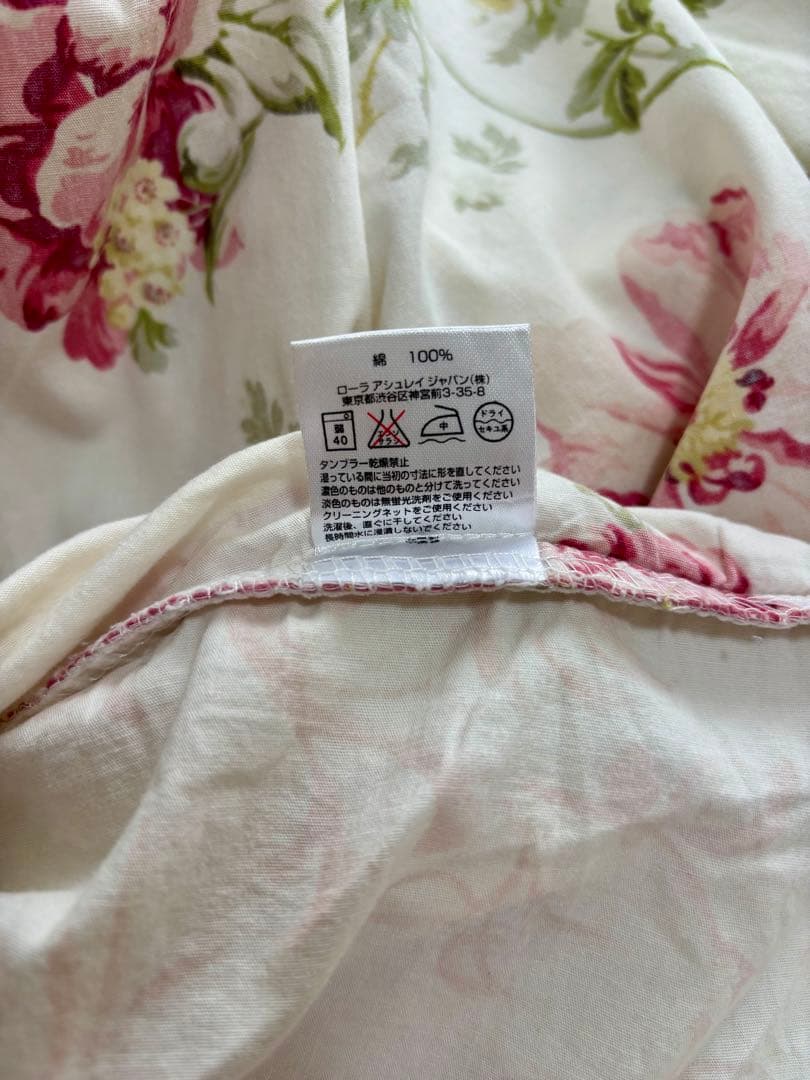 綿 100%
ローラ アシュレイ ジャパン(株)
東京都渋谷区神宮前3-35-8
弱 40 エンソ サラシ 中 ドライ セキユ系
タンブラー乾燥禁止
湿っている間に当初の寸法に形を直してください
濃色のものは他のものと分けて洗ってください
淡色のものは無蛍光洗剤をご使用ください
クリーニングネットをご使用ください
洗濯後、直ぐに干してください
長時間水に浸漬しないでください